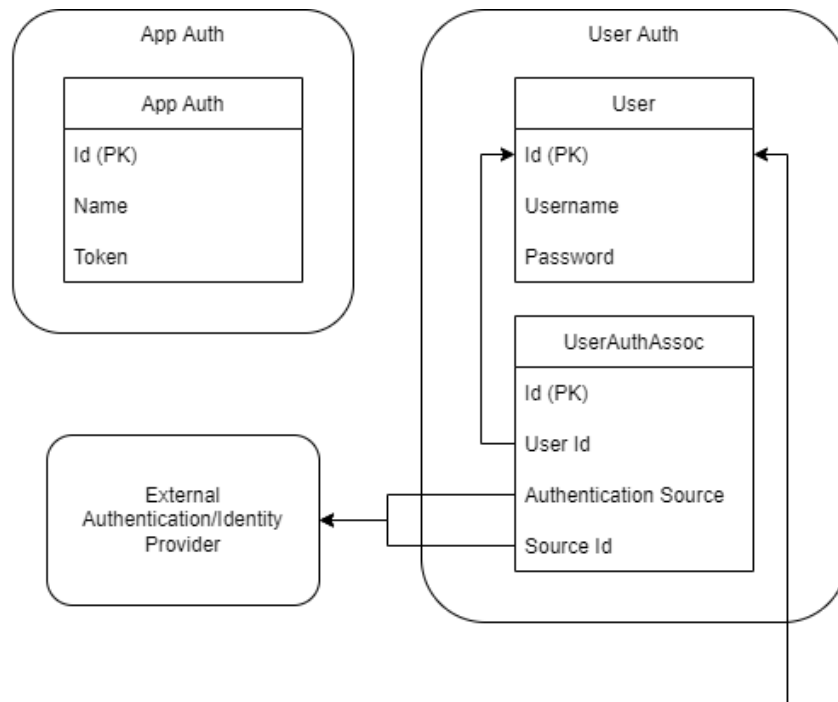 App Auth
App Auth
Id (PK)
Name
Token
User Auth
User
Id (PK)
Username
Password
UserAuthAssoc
Id (PK)
User Id
Authentication Source
Source Id
External
Authentication/Identity
Provider